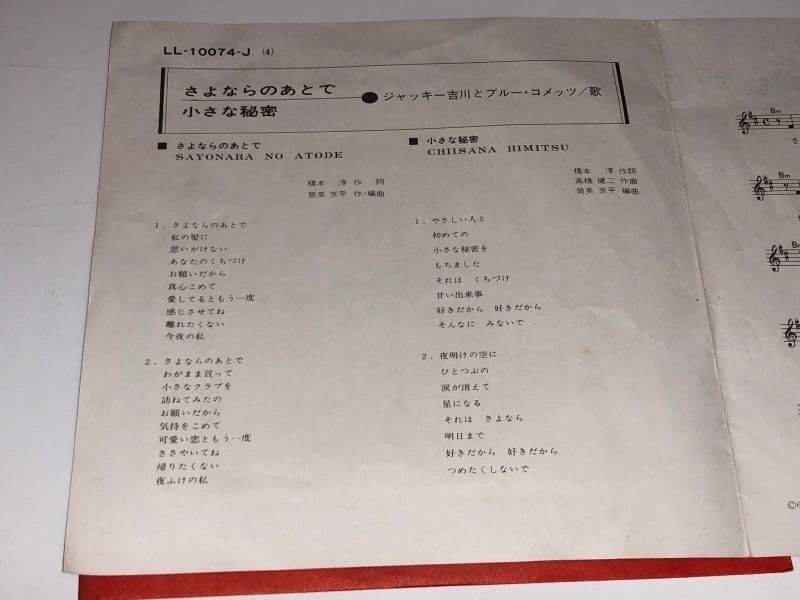 LL-10074-J (4)
さよならのあとで
小さな秘密
●ジャッキー吉川とブルー・コメッツ／歌
■ さよならのあとで
SAYONARA NO ATODE
橋本 淳 作 詞
筒美 京平 作・編曲
1. さよならのあとで
私の髪に
思いがけない
あなたのくちづけ
お願いだから
真心こめて
愛してるともう一度
感じさせてね
離れたくない
今夜の私
2. さよならのあとで
わがまま言って
小さなクラブを
訪ねてみたの
お願いだから
気持をこめて
可愛い恋ともう一度
ささやいてね
帰りたくない
夜ふけの私
■ 小さな秘密
CHIISANA HIMITSU
橋本 淳 作詞
高橋 健二 作曲
筒美 京平 編曲
1. やさしい人と
初めての
小さな秘密を
もちました
それは くちづけ
甘い出来事
好きだから 好きだから
そんなに みないで
2. 夜明けの空に
ひとつぶの
涙が消えて
星になる
それは さよなら
明日まで
好きだから 好きだから
つめたくしないで
Bm
さ
Bm